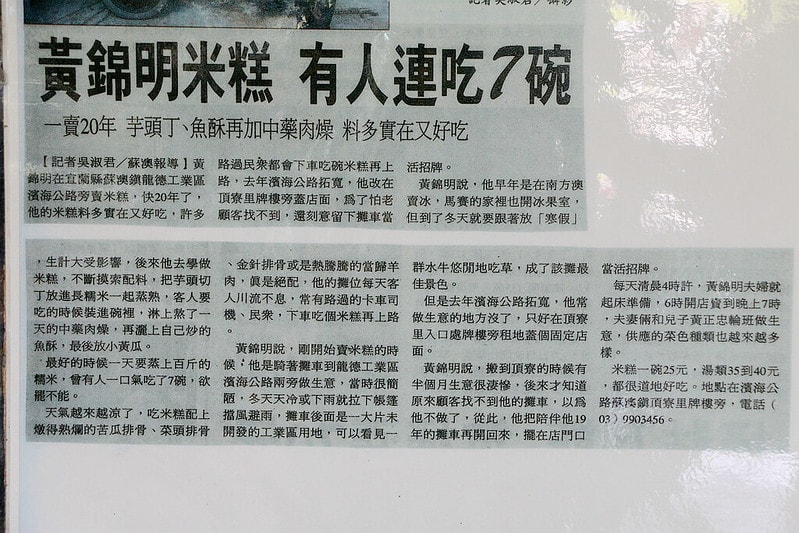 記者吳淑君／攝影
黃錦明米糕 有人連吃7碗
一賣20年 芋頭丁、魚酥再加中藥肉燥 料多實在又好吃
【記者吳淑君／蘇澳報導】黃
錦明在宜蘭縣蘇澳鎮龍德工業區
濱海公路旁賣米糕，快20年了，
他的米糕料多實在又好吃，許多
路過民眾都會下車吃碗米糕再上
路，去年濱海公路拓寬，他改在
頂寮里牌樓旁蓋店面，為了怕老
顧客找不到，還刻意留下攤車當
活招牌。
黃錦明說，他早年是在南方澳
賣冰，馬賽的家裡也開冰果室，
但到了冬天就要跟著放「寒假」
，生計大受影響，後來他去學做
米糕，不斷摸索配料，把芋頭切
丁放進長糯米一起蒸熟，客人要
吃的時候裝進碗裡，淋上蒸了一
天的中藥肉燥，再灑上自己炒的
魚酥，最後放小黃瓜。
最好的時候一天要蒸上百斤的
糯米，曾有人一口氣吃了7碗，欲
罷不能。
天氣越來越涼了，吃米糕配上
燉得熟爛的苦瓜排骨、菜頭排骨
、金針排骨或是熱騰騰的當歸羊
肉，真是絕配，他的攤位每天客
人川流不息，常有路過的卡車司
機、民眾，下車吃個米糕再上路
。
黃錦明說，剛開始賣米糕的時
候，他是騎著攤車到龍德工業區
濱海公路兩旁做生意，當時很簡
陋，冬天天冷或下雨就拉下帳篷
擋風避雨，攤車後面是一大片未
開發的工業區用地，可以看見一
群水牛悠閒地吃草，成了該攤最
佳景色。
但是去年濱海公路拓寬，他常
做生意的地方沒了，只好在頂寮
里入口處牌樓旁租地蓋個固定店
面。
黃錦明說，搬到頂寮的時候有
半個月生意很淒慘，後來才知道
原來顧客找不到他的攤車，以為
他不做了，從此，他把陪伴他19
年的攤車再開回來，擺在店門口
當活招牌。
每天清晨4時許，黃錦明夫婦就
起床準備，6時開店賣到晚上7時
，夫妻倆和兒子黃正忠輪班做生
意，供應的菜色種類也越來越多
樣。
米糕一碗25元，湯類35到40元
，都很道地好吃。地點在濱海公
路蘇澳鎮頂寮里牌樓旁，電話（
03）9903456。